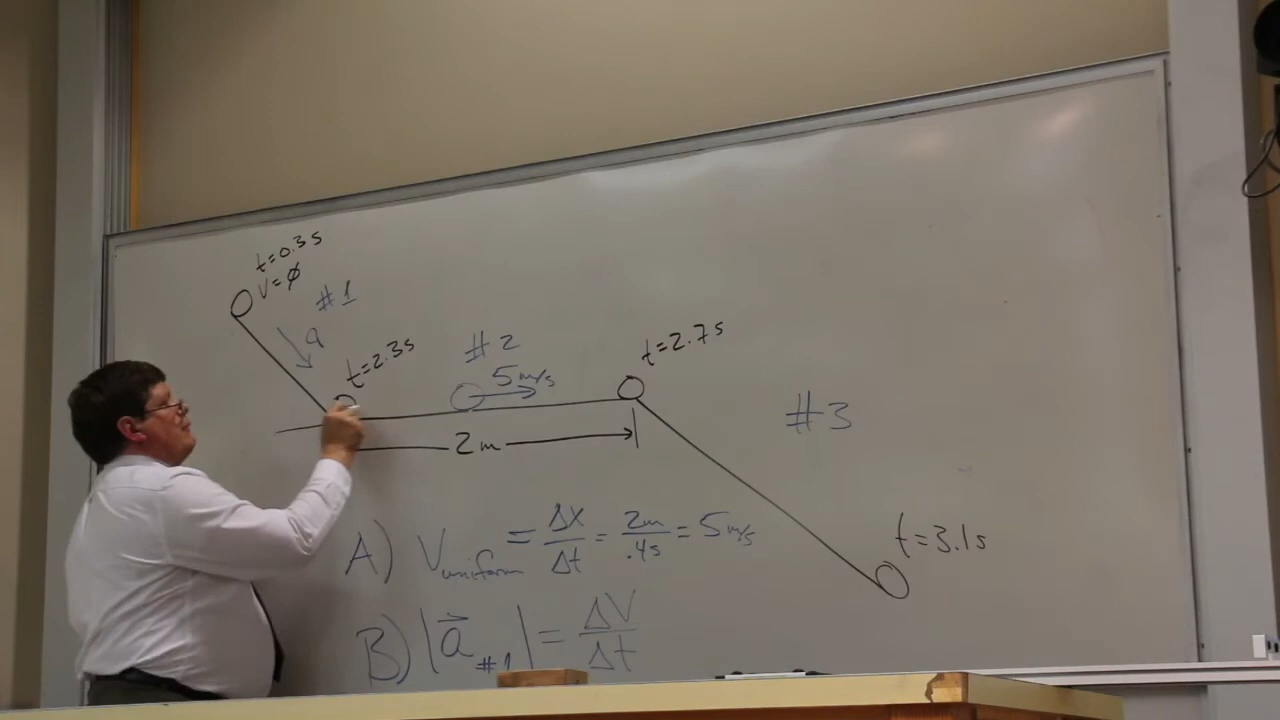 t=0.3s
V=∅
#1
a
t=2.3s
#2
5m/s
t=2.7s
2m
#3
t=3.1s
A) V uniform = ΔX/Δt = 2m/.4s = 5m/s
B) |a⃗ #1| = ΔV/Δt